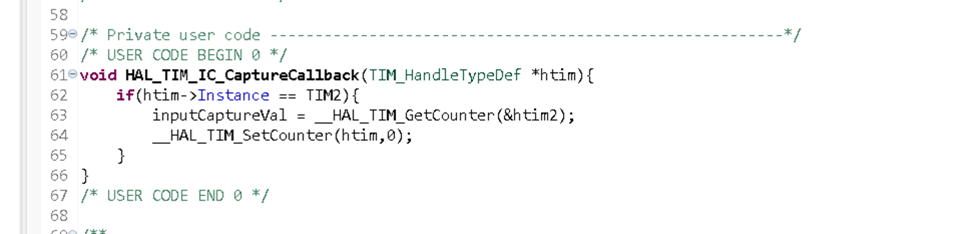 58
59 /* Private user code ---------------------------------------------------------*/
60 /* USER CODE BEGIN 0 */
61 void HAL_TIM_IC_CaptureCallback(TIM_HandleTypeDef *htim){
62 if(htim->Instance == TIM2){
63 inputCaptureVal = __HAL_TIM_GetCounter(&htim2);
64 __HAL_TIM_SetCounter(htim,0);
65 }
66 }
67 /* USER CODE END 0 */
68
69 /**